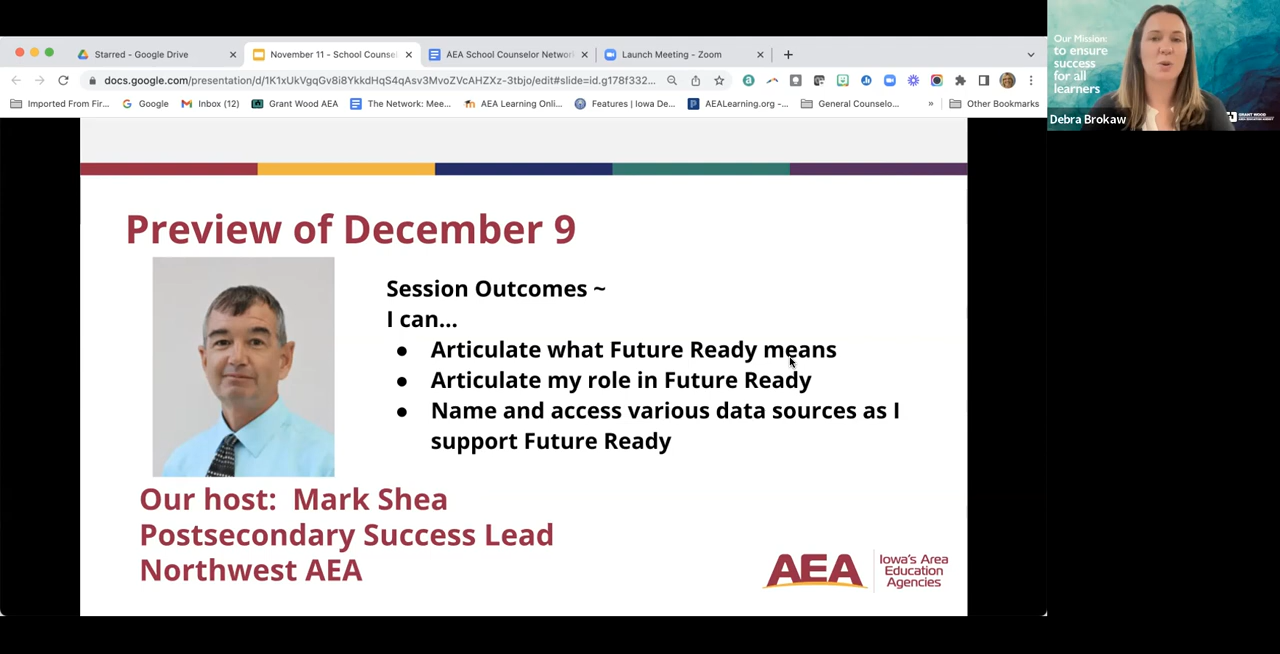 Starred - Google Drive
November 11 - School Counsel
AEA School Counselor Network
Launch Meeting - Zoom
docs.google.com/presentation/d/1K1xUkVgqGv8i8YkkdHqS4qAsv3MvoZVcAHZXz-3tbjo/edit#slide=id.g178f332...
Imported From Fir...
Google
Inbox (12)
Grant Wood AEA
The Network: Mee...
AEA Learning Onli...
Features | Iowa De...
AEALearning.org -...
General Counselo...
»
Other Bookmarks
Our Mission:
to ensure
success
for all
learners
Debra Brokaw
GRANT WOOD
Preview of December 9
Session Outcomes ~
I can...
● Articulate what Future Ready means
● Articulate my role in Future Ready
● Name and access various data sources as I
support Future Ready
Our host: Mark Shea
Postsecondary Success Lead
Northwest AEA
AEA
Iowa's Area
Education
Agencies